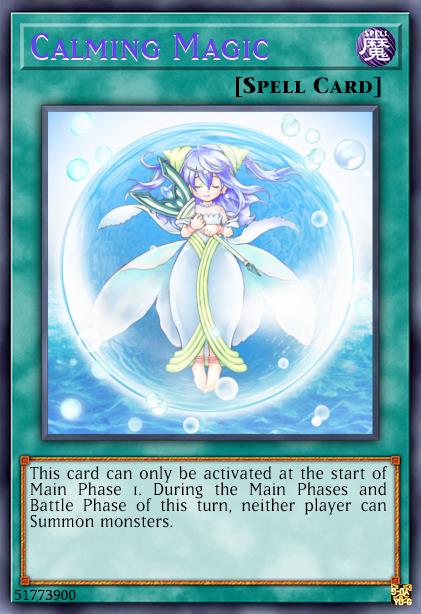 Calming Magic
SPELL
魔
[Spell Card]
This card can only be activated at the start of
Main Phase 1. During the Main Phases and
Battle Phase of this turn, neither player can
Summon monsters.
51773900